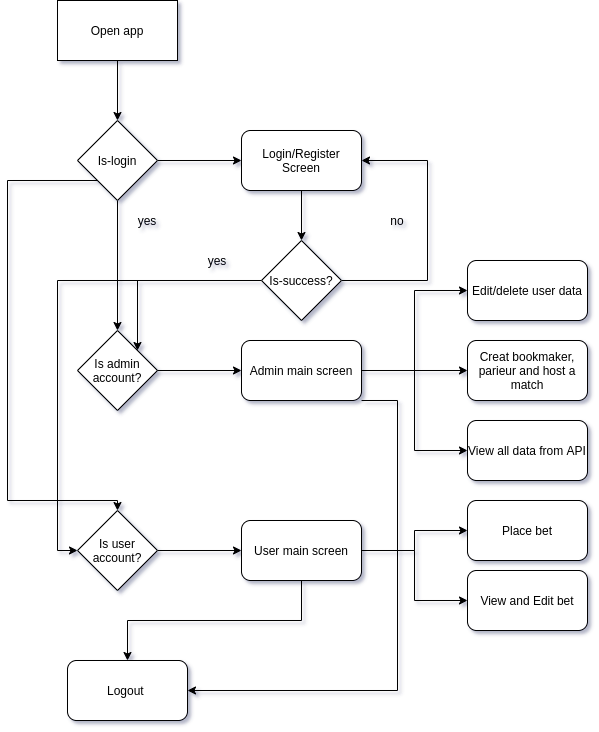 Open app
Is-login
Login/Register
Screen
yes
no
yes
Is-success?
Edit/delete user data
Is admin
account?
Admin main screen
Creat bookmaker,
parieur and host a
match
View all data from API
Is user
account?
User main screen
Place bet
View and Edit bet
Logout